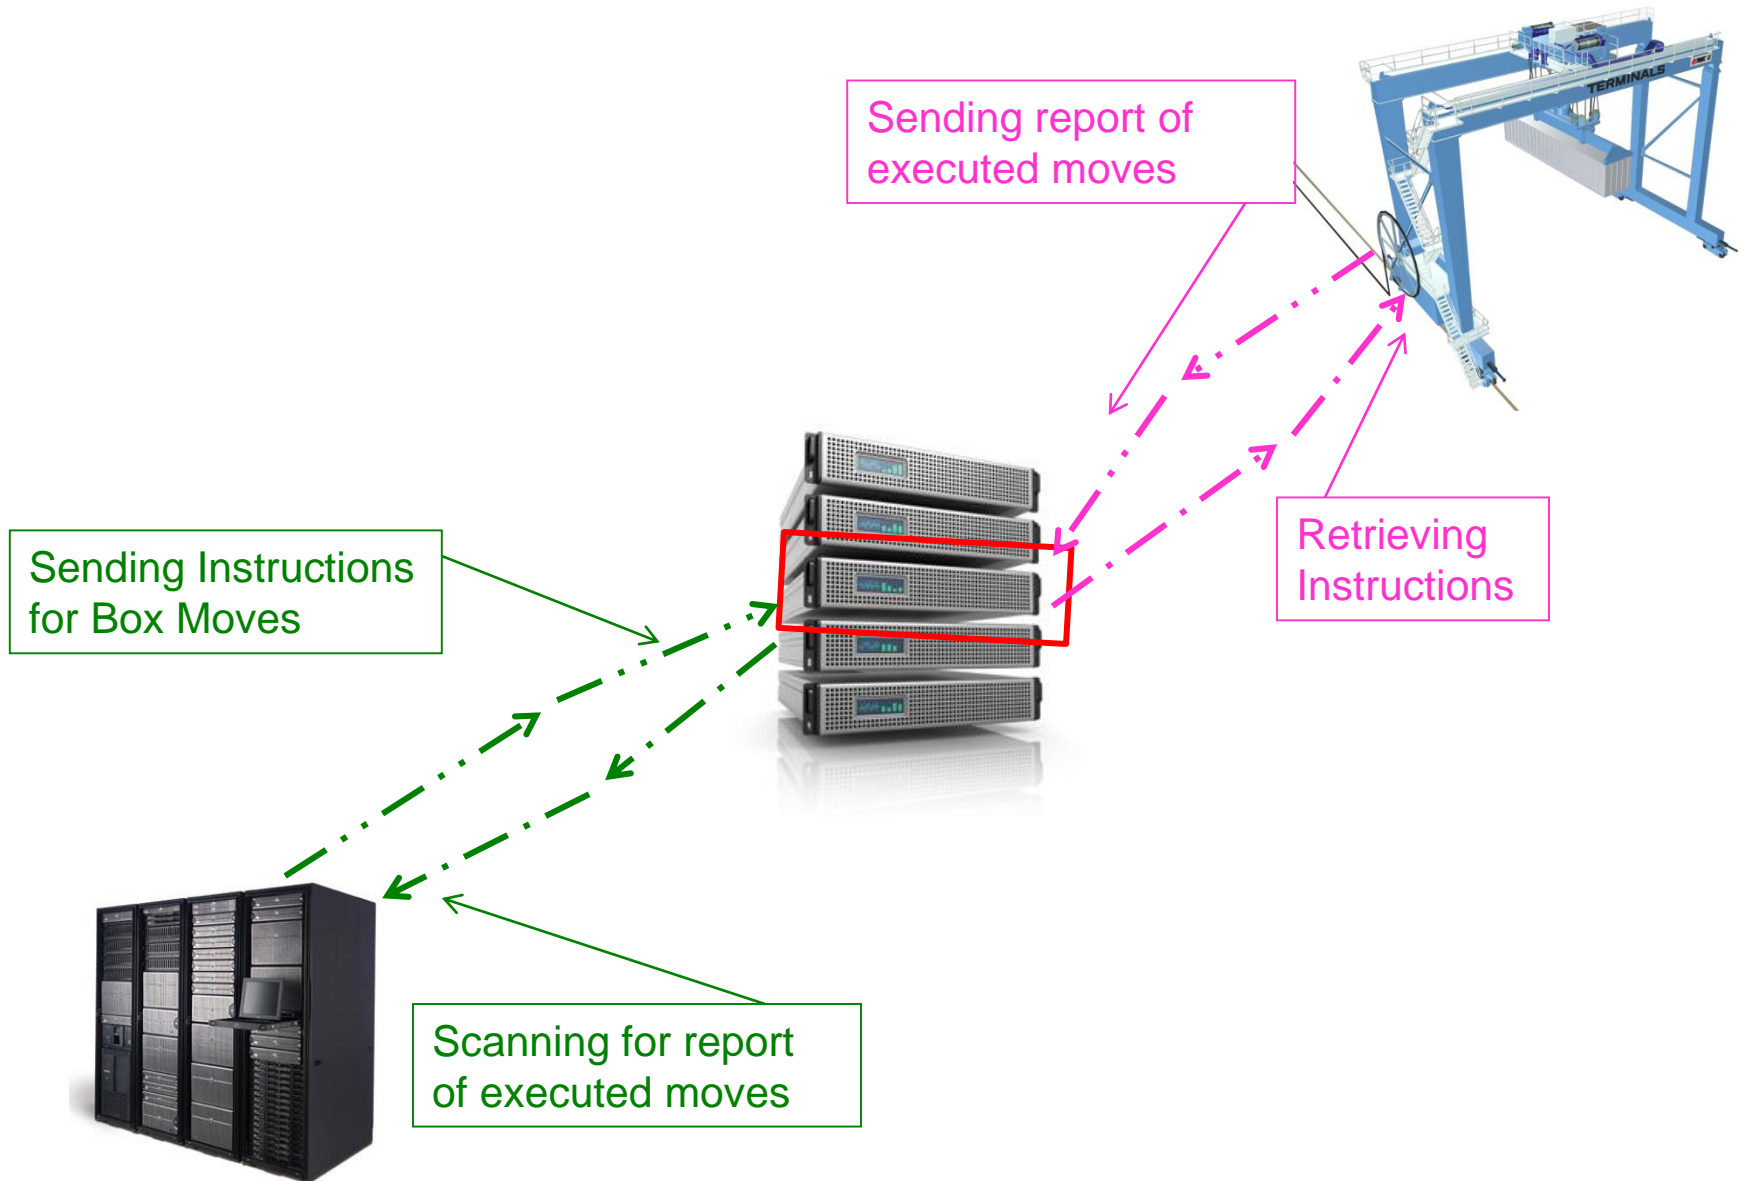 TERMINALS
Sending report of
executed moves
Retrieving
Instructions
Sending Instructions
for Box Moves
Scanning for report
of executed moves